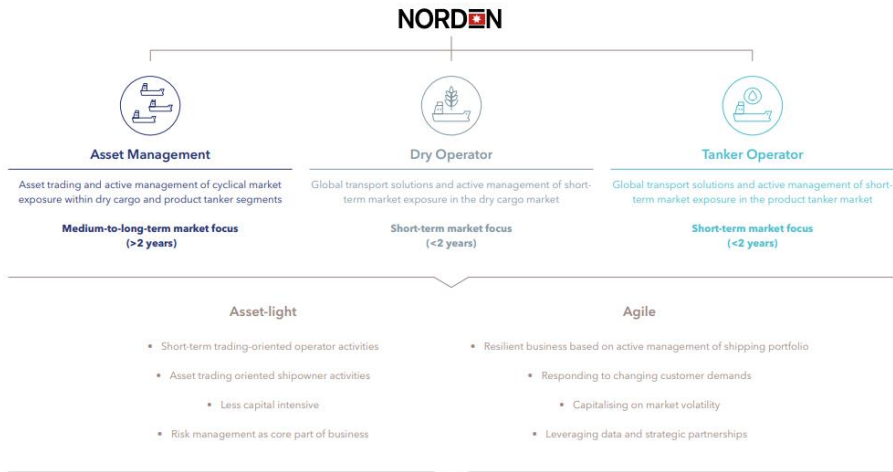 NORDEN
Asset Management
Asset trading and active management of cyclical market
exposure within dry cargo and product tanker segments
Medium-to-long-term market focus
(>2 years)
Dry Operator
Global transport solutions and active management of short-
term market exposure in the dry cargo market
Short-term market focus
(<2 years)
Tanker Operator
Global transport solutions and active management of short-
term market exposure in the product tanker market
Short-term market focus
(<2 years)
Asset-light
• Short-term trading-oriented operator activities
• Asset trading oriented shipowner activities
• Less capital intensive
• Risk management as core part of business
Agile
• Resilient business based on active management of shipping portfolio
• Responding to changing customer demands
• Capitalising on market volatility
• Leveraging data and strategic partnerships